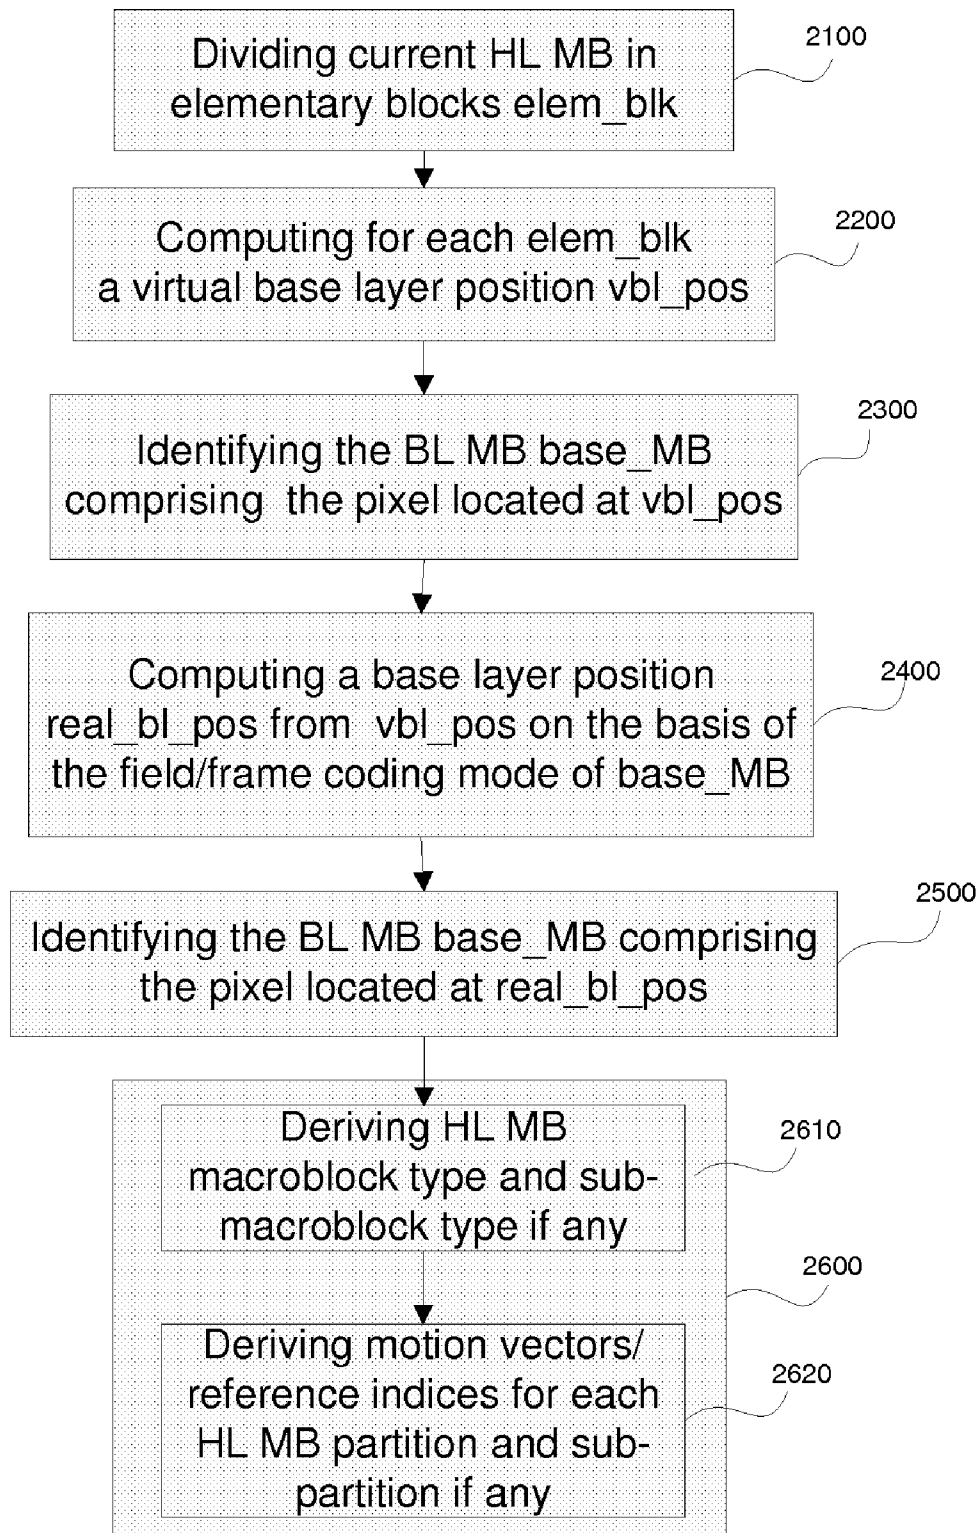 Dividing current HL MB in
elementary blocks elem_blk
2100
Computing for each elem_blk
a virtual base layer position vbl_pos
2200
Identifying the BL MB base_MB
comprising the pixel located at vbl_pos
2300
Computing a base layer position
real_bl_pos from vbl_pos on the basis of
the field/frame coding mode of base_MB
2400
Identifying the BL MB base_MB comprising
the pixel located at real_bl_pos
2500
Deriving HL MB
macroblock type and sub-
macroblock type if any
2610
2600
Deriving motion vectors/
reference indices for each
HL MB partition and sub-
partition if any
2620